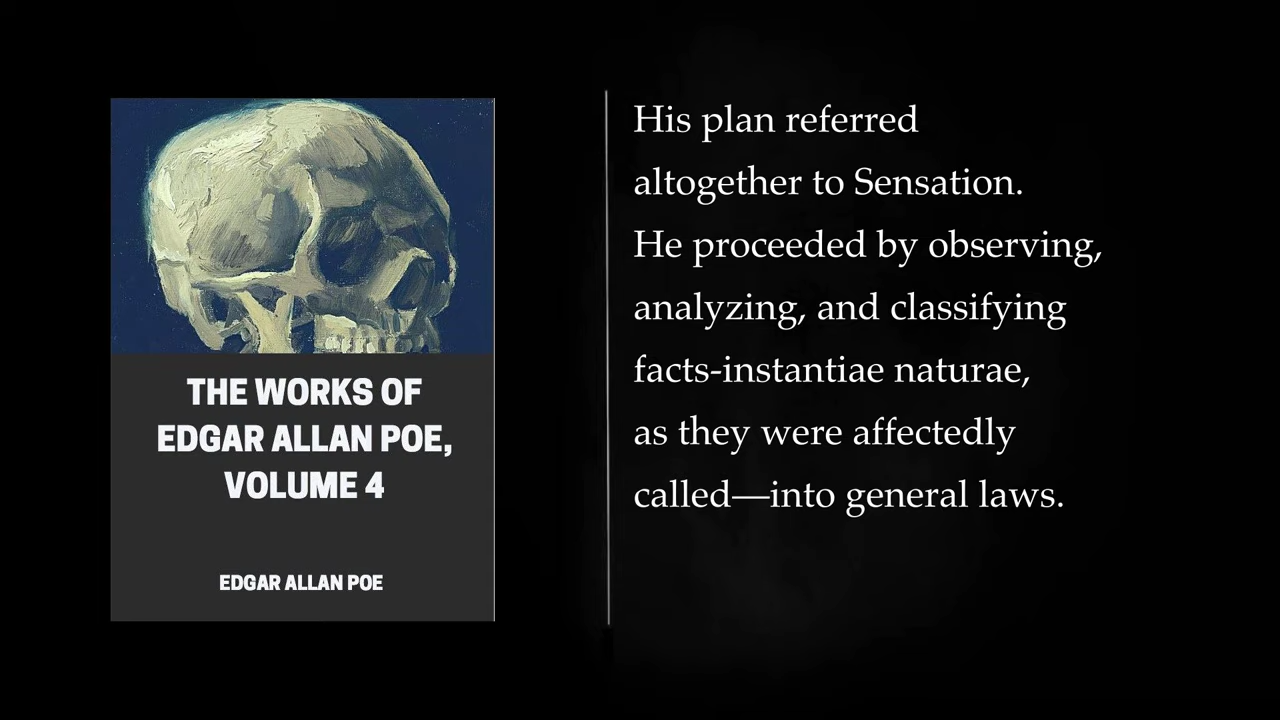 THE WORKS OF
EDGAR ALLAN POE,
VOLUME 4
EDGAR ALLAN POE
His plan referred
altogether to Sensation.
He proceeded by observing,
analyzing, and classifying
facts-instantiae naturae,
as they were affectedly
called—into general laws.